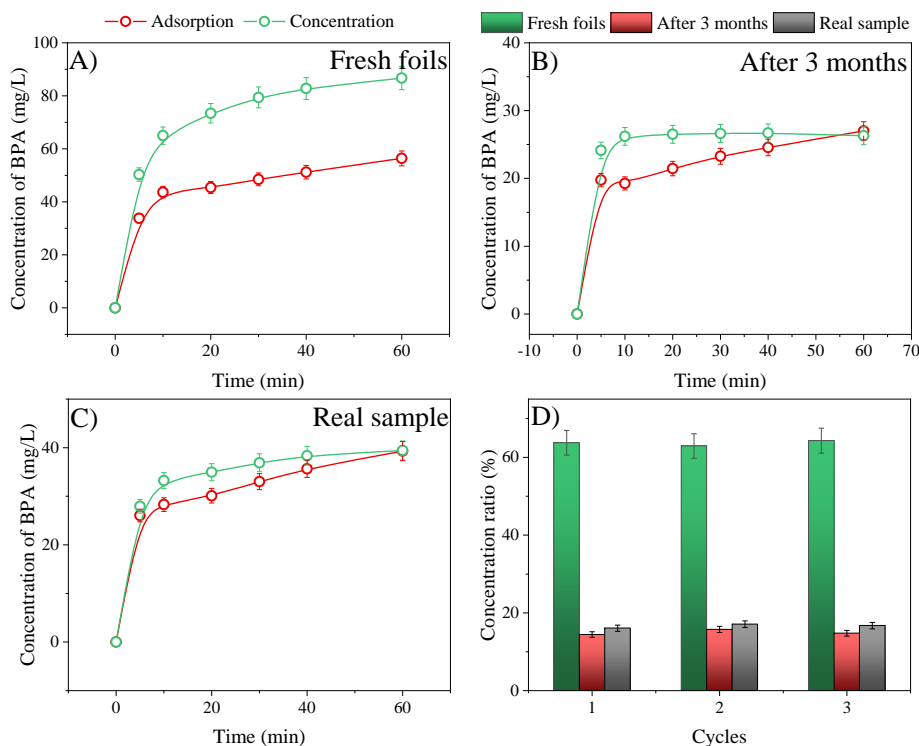 Adsorption Concentration
Fresh foils After 3 months Real sample
A) Fresh foils
Concentration of BPA (mg/L)
100
80
60
40
20
0
0 20 40 60
Time (min)
B) After 3 months
Concentration of BPA (mg/L)
40
30
20
10
0
-10 0 10 20 30 40 50 60 70
Time (min)
C) Real sample
Concentration of BPA (mg/L)
40
20
0
0 20 40 60
Time (min)
D)
Concentration ratio (%)
60
40
20
0
1 2 3
Cycles